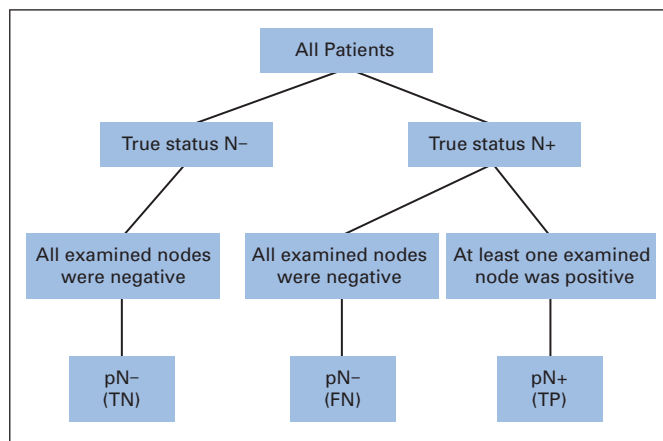 All Patients
True status N−
True status N+
All examined nodes
were negative
All examined nodes
were negative
At least one examined
node was positive
pN−
(TN)
pN−
(FN)
pN+
(TP)